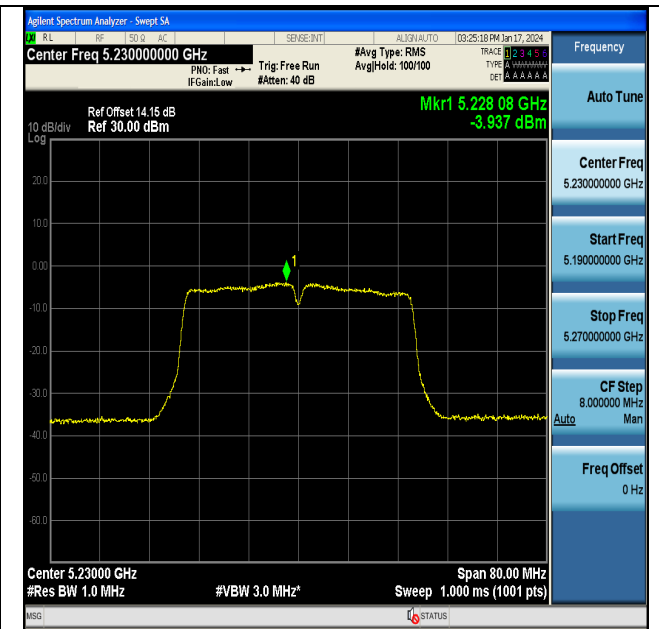 Agilent Spectrum Analyzer - Swept SA
LXI RL RF 50 Ω AC SENSE:INT ALIGN AUTO 03:25:18 PM Jan 17, 2024
Center Freq 5.230000000 GHz
PNO: Fast
IFGain:Low
Trig: Free Run
#Atten: 40 dB
#Avg Type: RMS
Avg|Hold: 100/100
TRACE 1 2 3 4 5 6
TYPE A WWWWW
DET A A A A A A
Mkr1 5.228 08 GHz
-3.937 dBm
Ref Offset 14.15 dB
Ref 30.00 dBm
10 dB/div
Log
20.0
10.0
0.00
-10.0
-20.0
-30.0
-40.0
-50.0
-60.0
1
Center 5.23000 GHz
Span 80.00 MHz
#Res BW 1.0 MHz
#VBW 3.0 MHz*
Sweep 1.000 ms (1001 pts)
MSG
STATUS
Frequency
Auto Tune
Center Freq
5.230000000 GHz
Start Freq
5.190000000 GHz
Stop Freq
5.270000000 GHz
CF Step
8.000000 MHz
Auto Man
Freq Offset
0 Hz